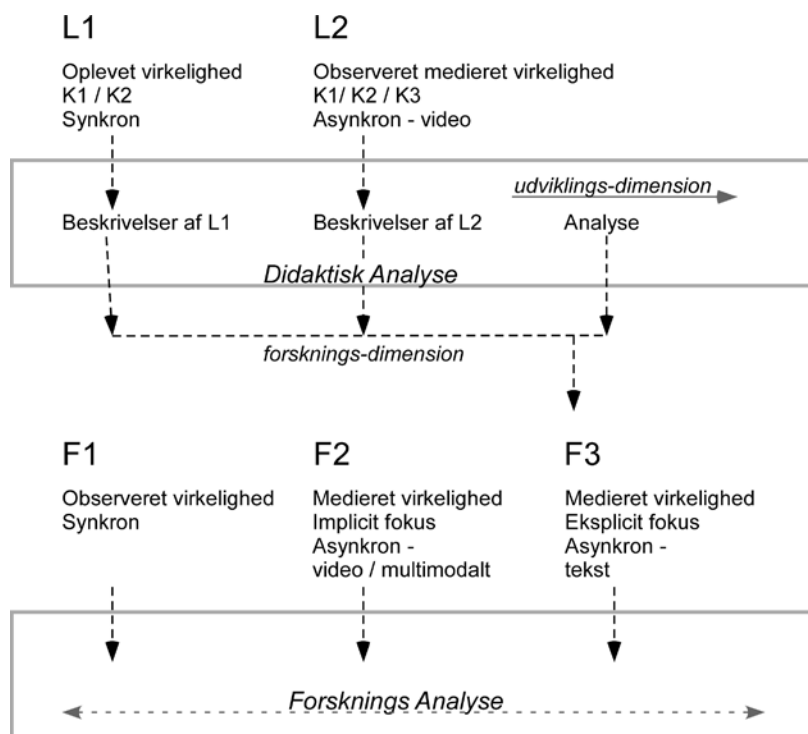 L1
Oplevet virkelighed
K1 / K2
Synkron
L2
Observeret medieret virkelighed
K1/ K2 / K3
Asynkron - video
udviklings-dimension
Beskrivelser af L1
Beskrivelser af L2
Analyse
Didaktisk Analyse
forsknings-dimension
F1
Observeret virkelighed
Synkron
F2
Medieret virkelighed
Implicit fokus
Asynkron -
video / multimodalt
F3
Medieret virkelighed
Eksplicit fokus
Asynkron -
tekst
Forsknings Analyse